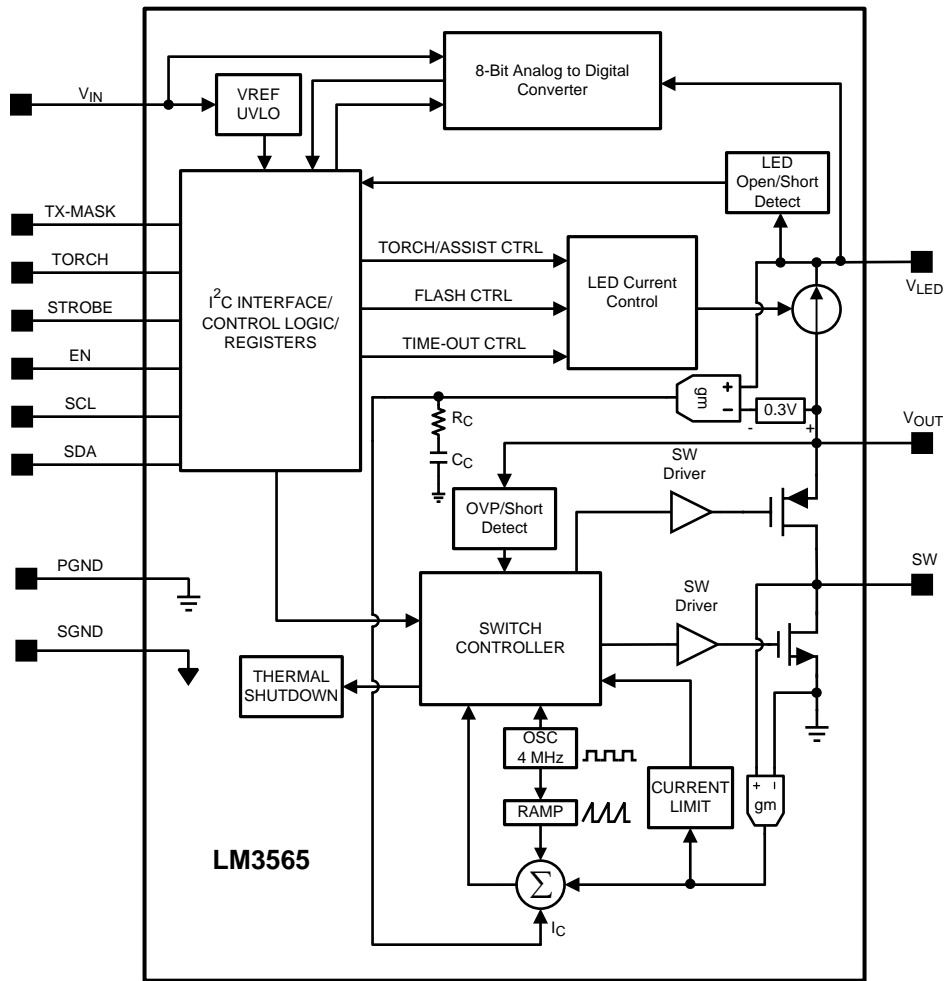 8-Bit Analog to Digital
Converter
VIN
VREF
UVLO
LED
Open/Short
Detect
TX-MASK
TORCH
STROBE
EN
SCL
SDA
I2C INTERFACE/
CONTROL LOGIC/
REGISTERS
TORCH/ASSIST CTRL
FLASH CTRL
TIME-OUT CTRL
LED Current
Control
VLED
gm
+
–
0.3V
-
+
RC
CC
VOUT
SW
Driver
OVP/Short
Detect
PGND
SGND
SW
SW
Driver
SWITCH
CONTROLLER
THERMAL
SHUTDOWN
OSC
4 MHz
RAMP
CURRENT
LIMIT
+
–
gm
LM3565
Σ
IC